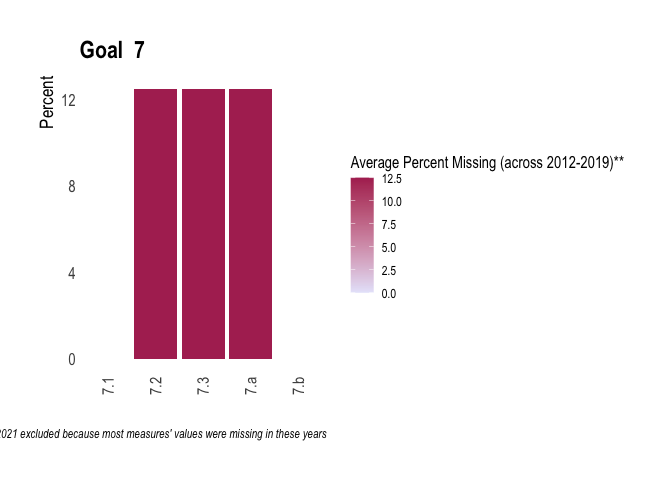 Goal 7
Percent
12
8
4
0
7.1
7.2
7.3
7.a
7.b
Average Percent Missing (across 2012-2019)**
12.5
10.0
7.5
5.0
2.5
0.0
2021 excluded because most measures' values were missing in these years